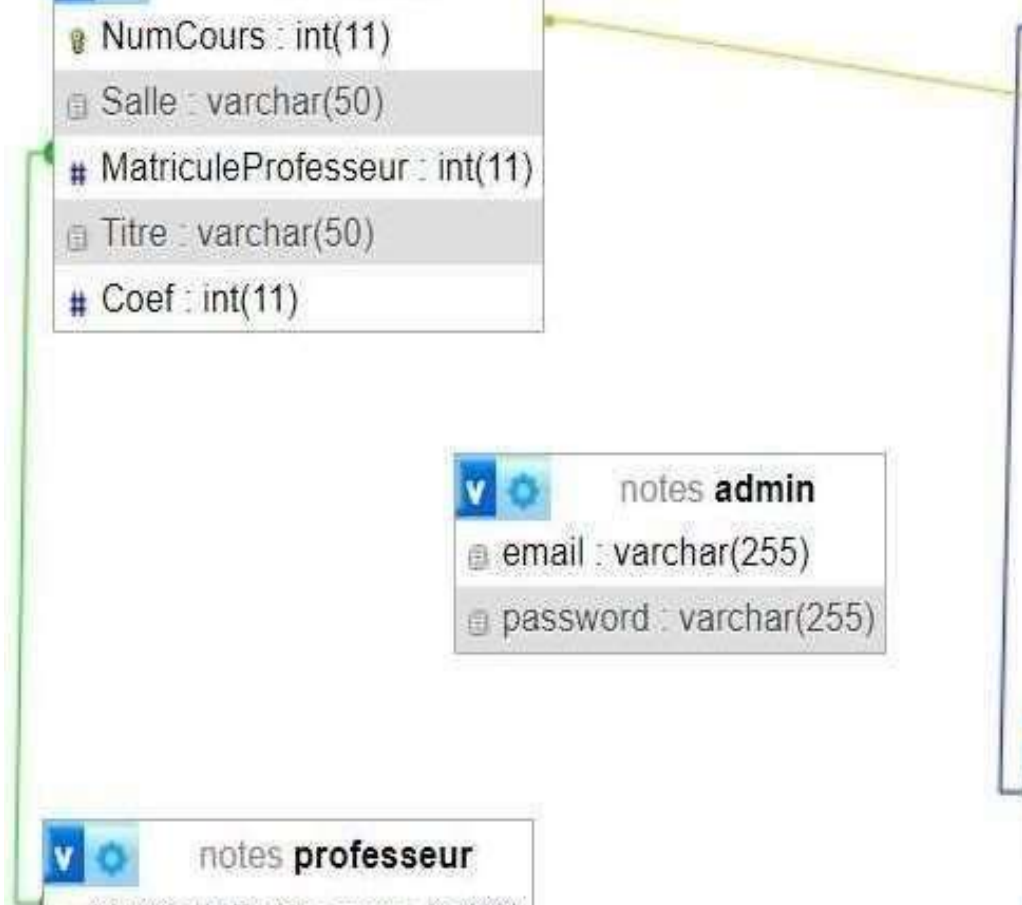 NumCours : int(11)
Salle : varchar(50)
# MatriculeProfesseur : int(11)
Titre : varchar(50)
# Coef : int(11)
v notes admin
email : varchar(255)
password : varchar(255)
v notes professeur